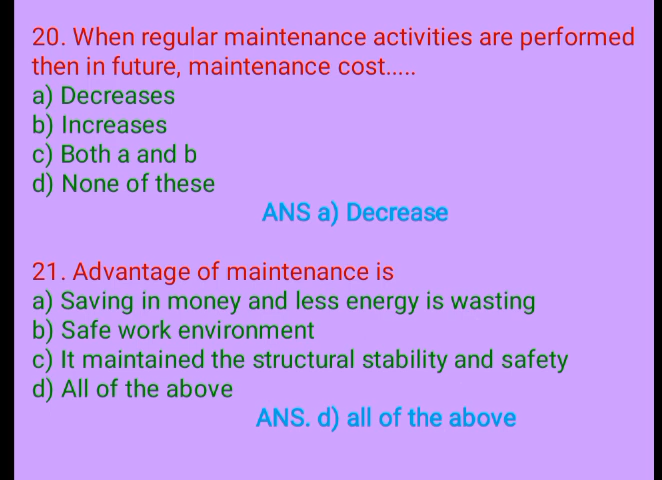 20. When regular maintenance activities are performed
then in future, maintenance cost.....
a) Decreases
b) Increases
c) Both a and b
d) None of these
ANS a) Decrease
21. Advantage of maintenance is
a) Saving in money and less energy is wasting
b) Safe work environment
c) It maintained the structural stability and safety
d) All of the above
ANS. d) all of the above